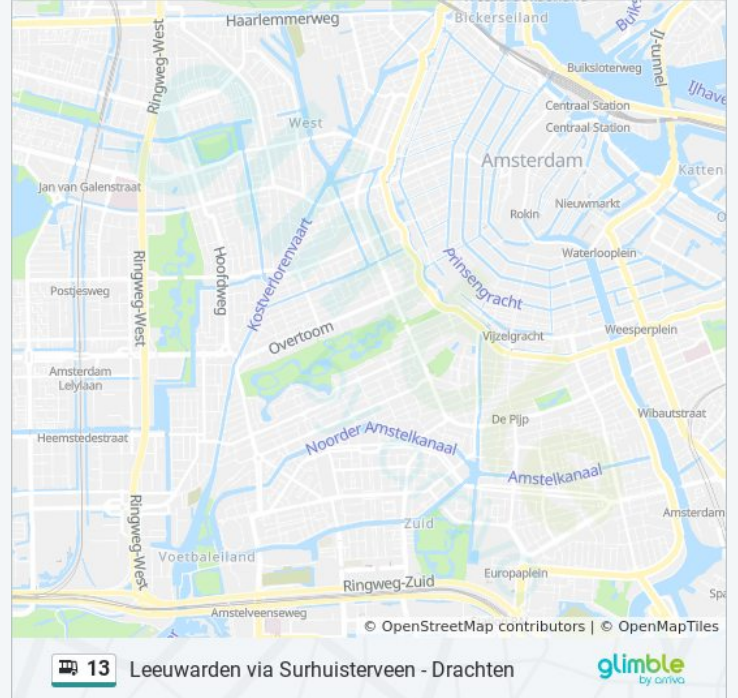 Haarlemmerweg
Bickerseiland
Ringweg-West
IJ-tunnel
Buiksloterweg
IJhave
Centraal Station
Centraal Station
West
Amsterdam
Katten
Jan van Galenstraat
Nieuwmarkt
Rokin
Kostverlorenvaart
Hoofdweg
Waterlooplein
Prinsengracht
Ringweg-West
Postjesweg
Overtoom
Vijzelgracht
Weesperplein
Amsterdam
Lelylaan
Wibautstraat
De Pijp
Heemstedestraat
Noorder Amstelkanaal
Amstelkanaal
Ringweg-West
Zuid
Amsterdam
Voetbaleiland
Europaplein
Ringweg-Zuid
Spa
Amstelveenseweg
© OpenStreetMap contributors | © OpenMapTiles
13 Leeuwarden via Surhuisterveen - Drachten
glimble
by arriva